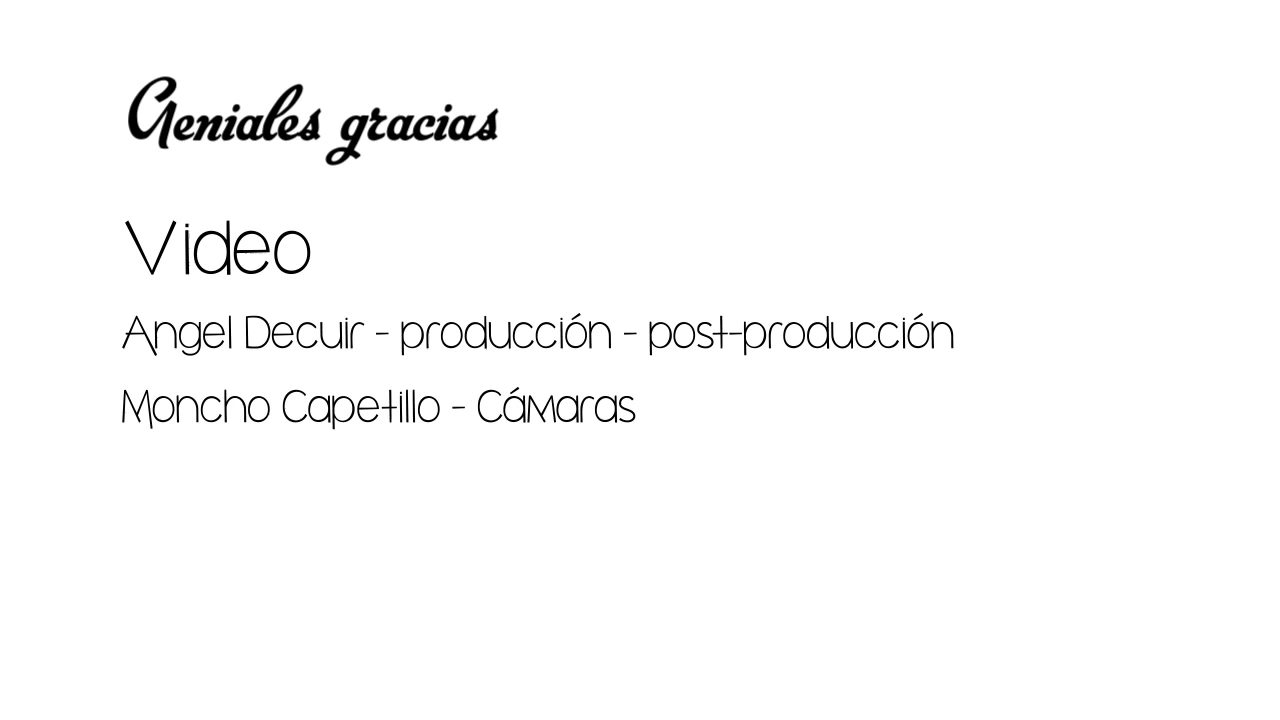 Geniales gracias
Video
Angel Decuir - producción - post-producción
Moncho Capetillo - Cámaras